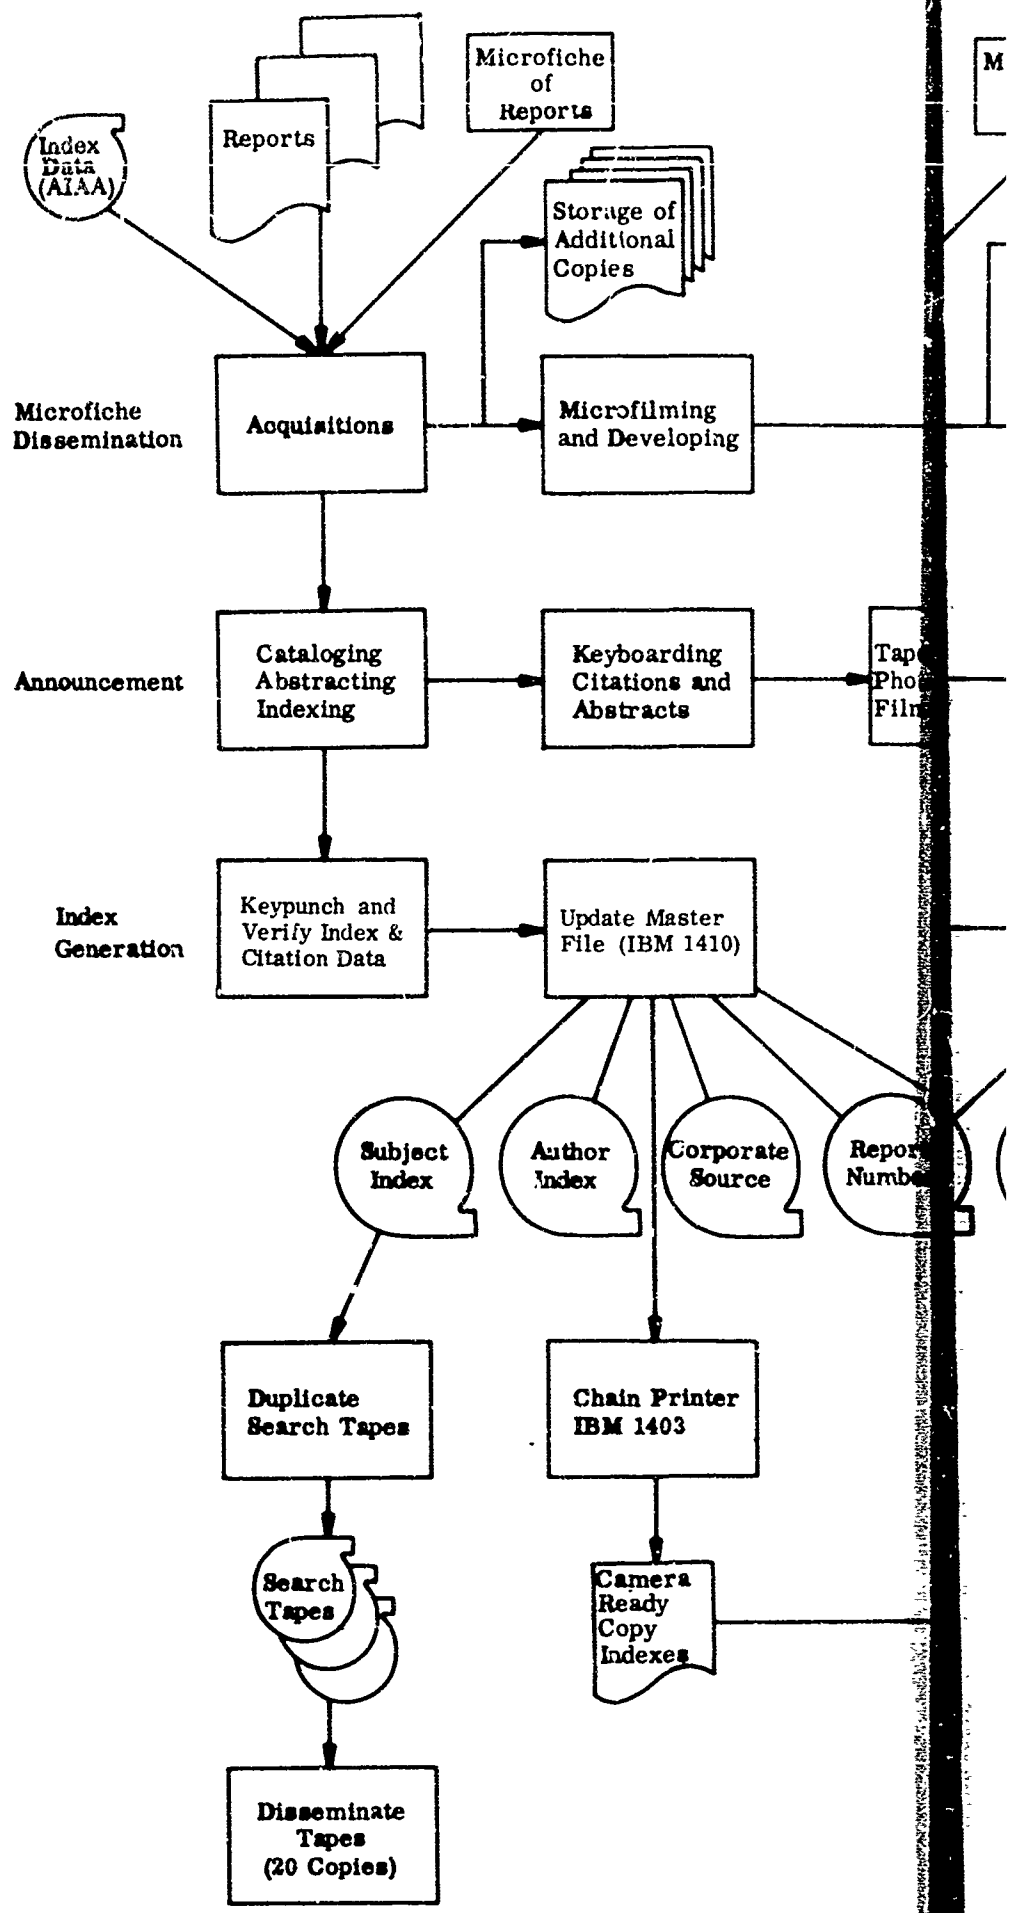 Microfiche
of
Reports
M
Reports
Index
Data
(AIAA)
Storage of
Additional
Copies
Microfiche
Dissemination
Acquisitions
Microfilming
and Developing
Announcement
Cataloging
Abstracting
Indexing
Keyboarding
Citations and
Abstracts
Index
Generation
Keypunch and
Verify Index &
Citation Data
Update Master
File (IBM 1410)
Subject
Index
Author
Index
Corporate
Source
Report
Duplicate
Search Tapes
Chain Printer
IBM 1403
Search
Tapes
Camera
Ready
Copy
Indexes
Disseminate
Tapes
(20 Copies)